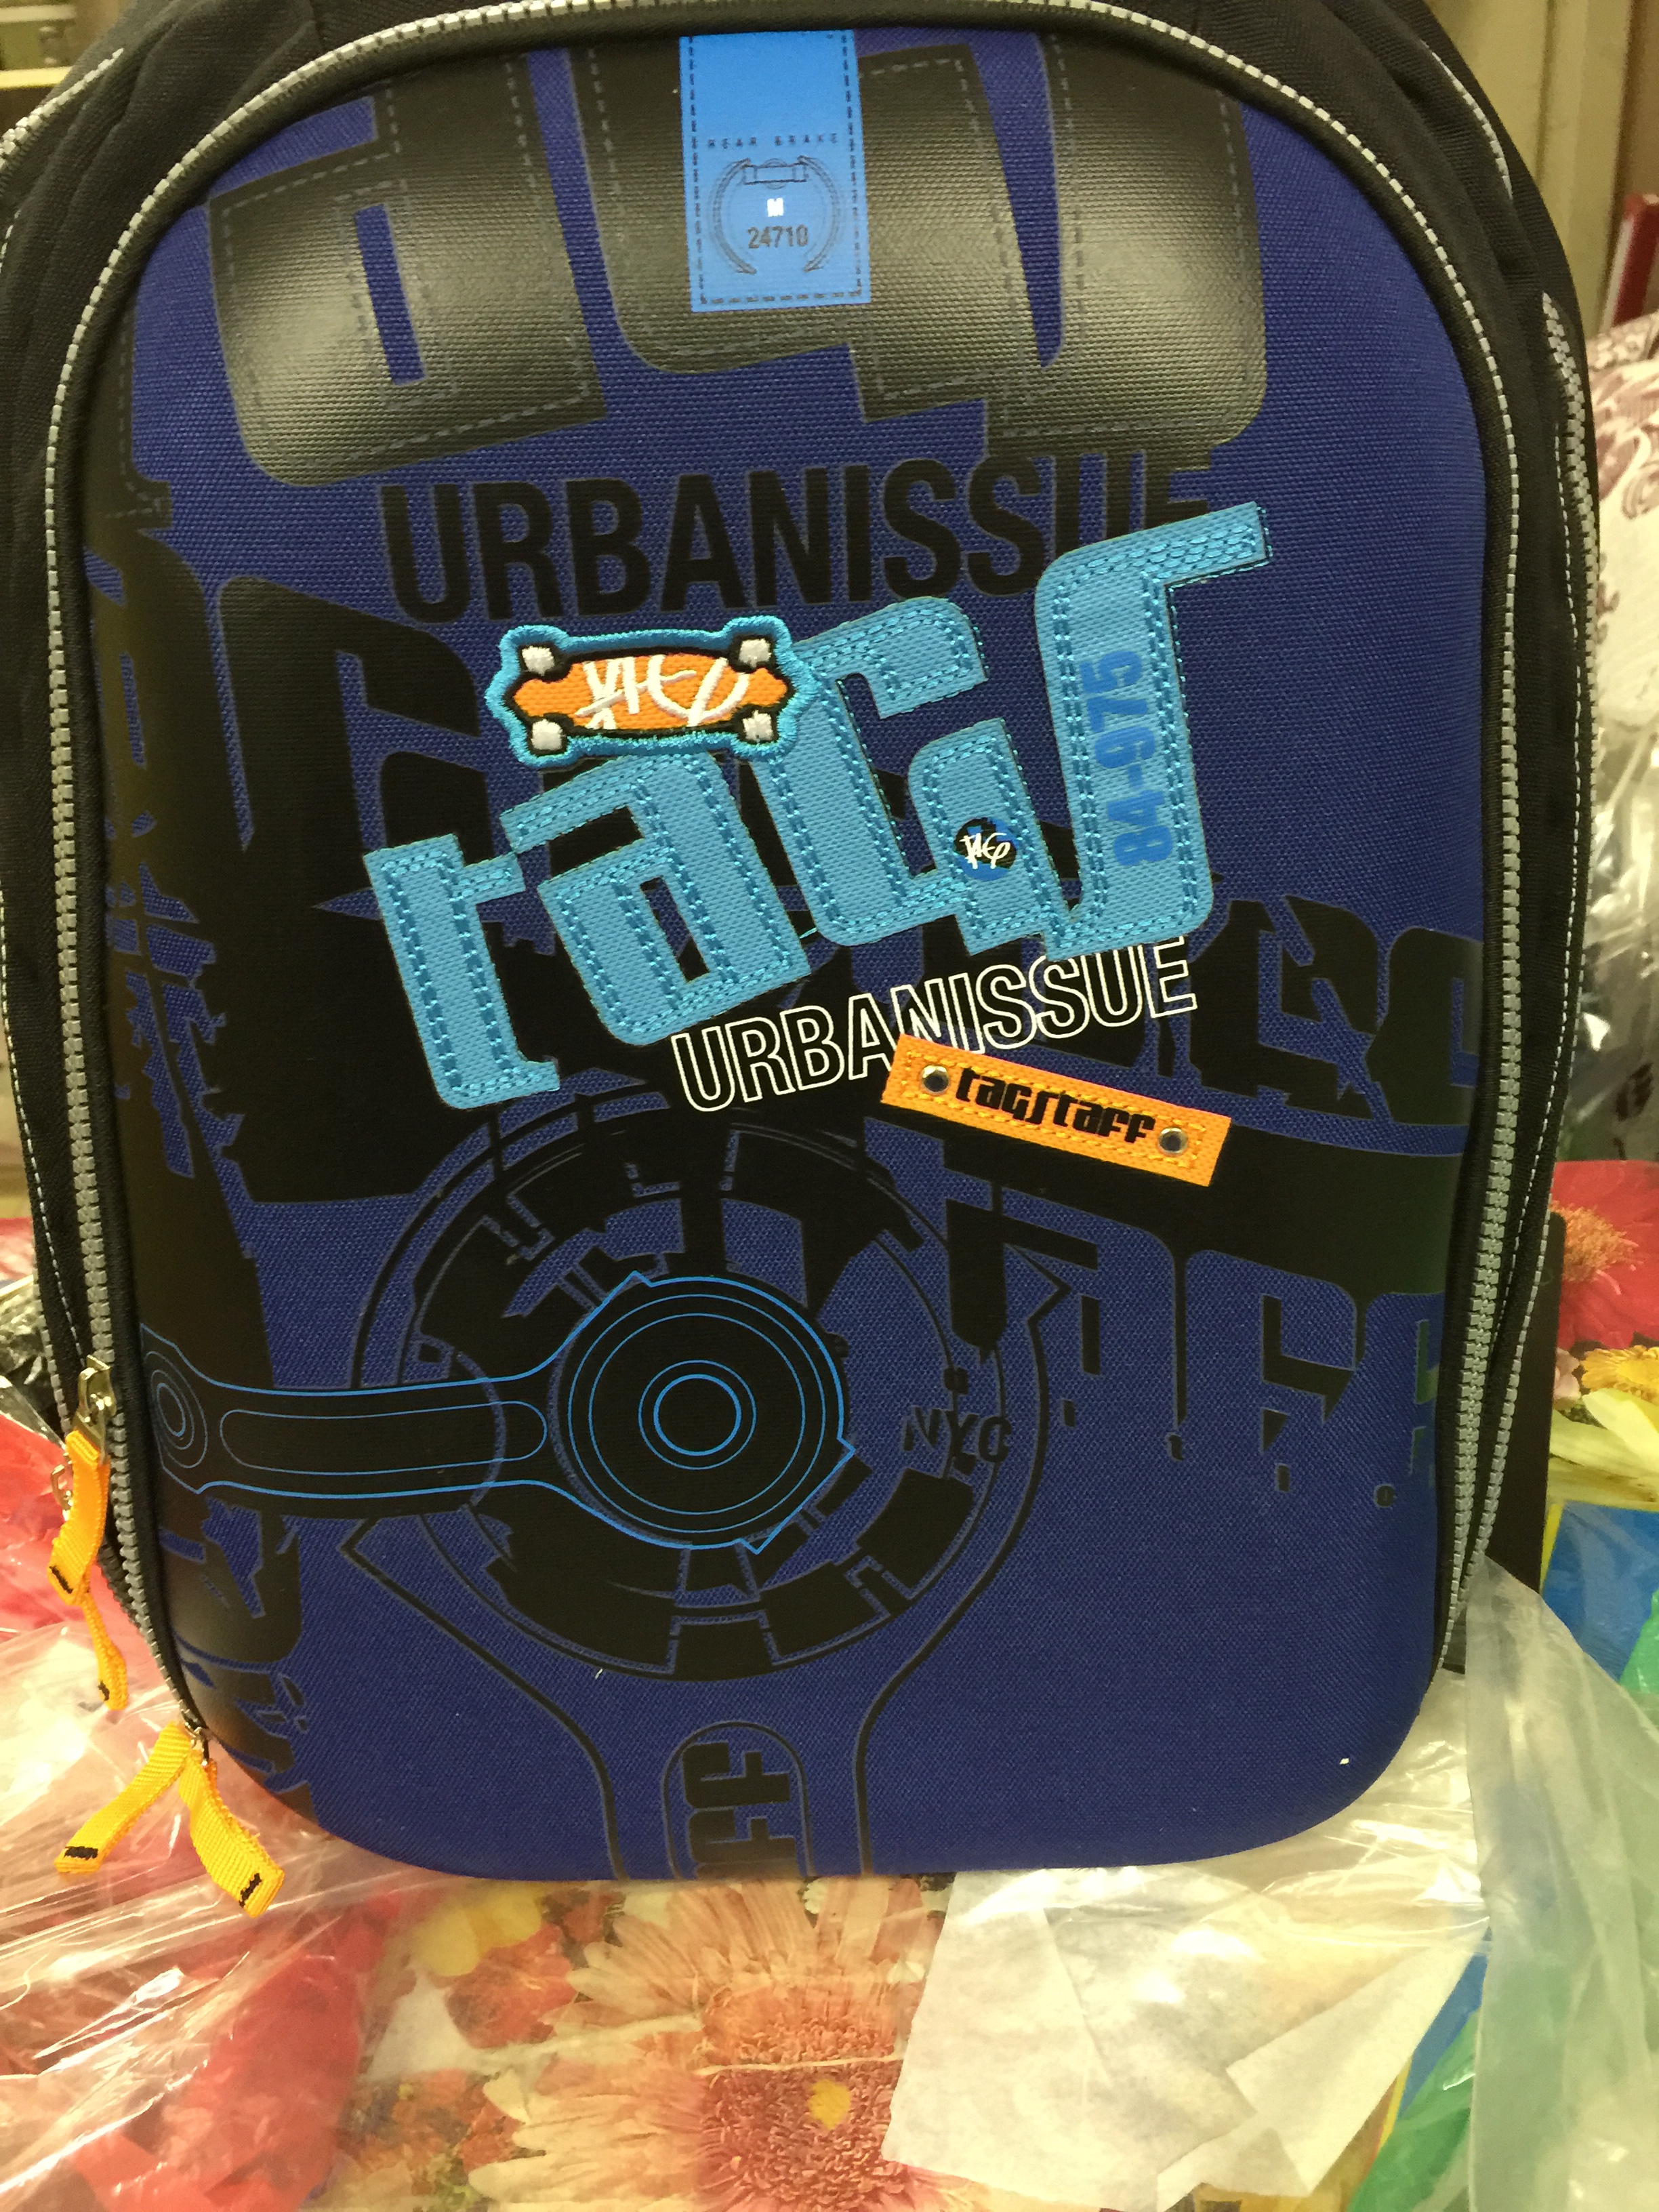 REAR BRAKE
M
24710
URBANISSUE
TAGS
84-975
URBANISSUE
tagstaff
NYC